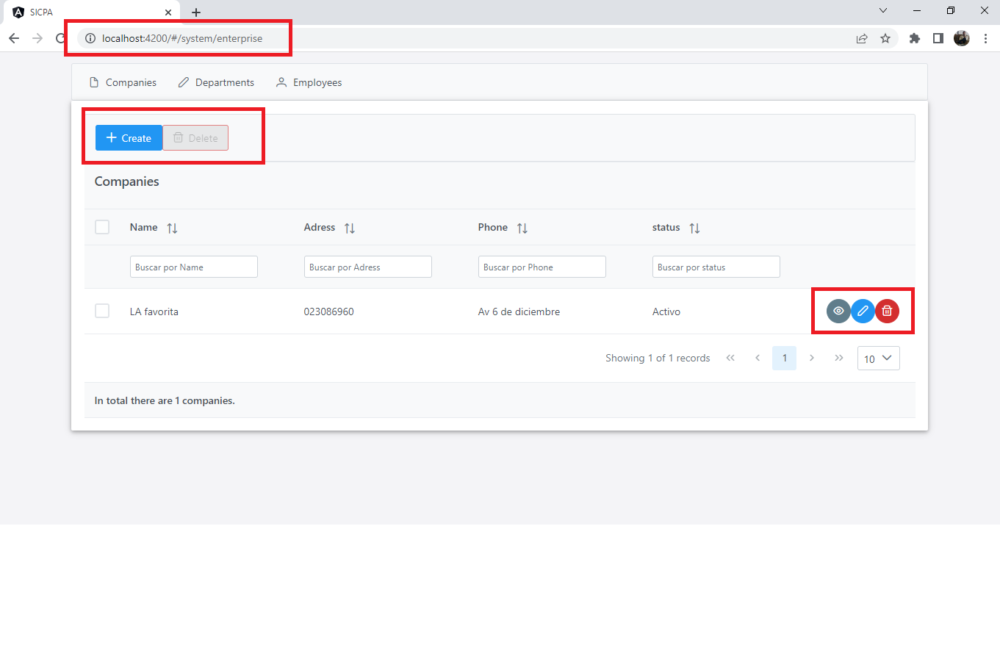 SICPA
localhost:4200/#/system/enterprise
Companies Departments Employees
Create Delete
Companies
Name Adress Phone status
Buscar por Name Buscar por Adress Buscar por Phone Buscar por status
LA favorita 023086960 Av 6 de diciembre Activo
Showing 1 of 1 records 1 10
In total there are 1 companies.